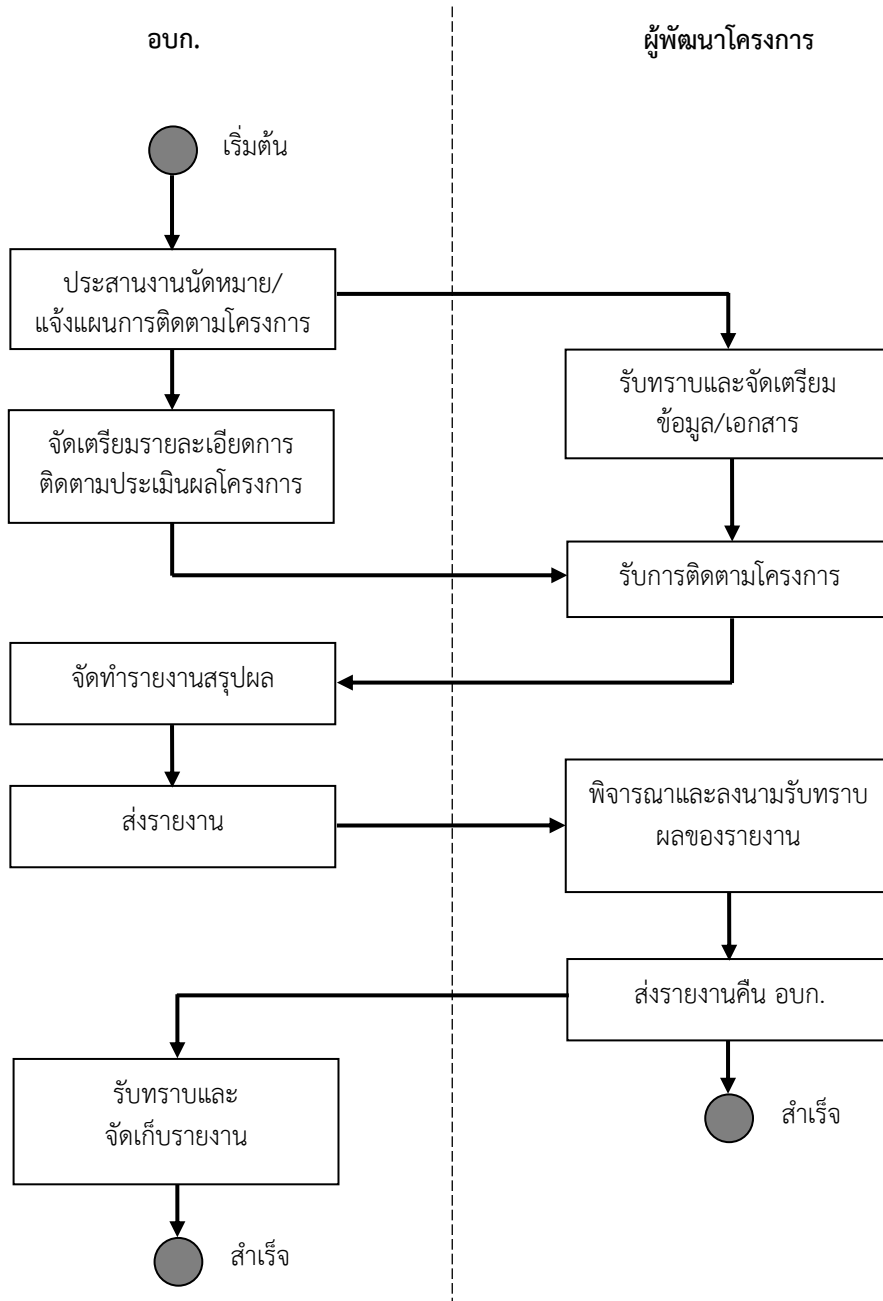 อบก.
ผู้พัฒนาโครงการ
เริ่มต้น
ประสานงานนัดหมาย/
แจ้งแผนการติดตามโครงการ
รับทราบและจัดเตรียม
ข้อมูล/เอกสาร
จัดเตรียมรายละเอียดการ
ติดตามประเมินผลโครงการ
รับการติดตามโครงการ
จัดทำรายงานสรุปผล
ส่งรายงาน
พิจารณาและลงนามรับทราบ
ผลของรายงาน
ส่งรายงานคืน อบก.
รับทราบและ
จัดเก็บรายงาน
สำเร็จ
สำเร็จ